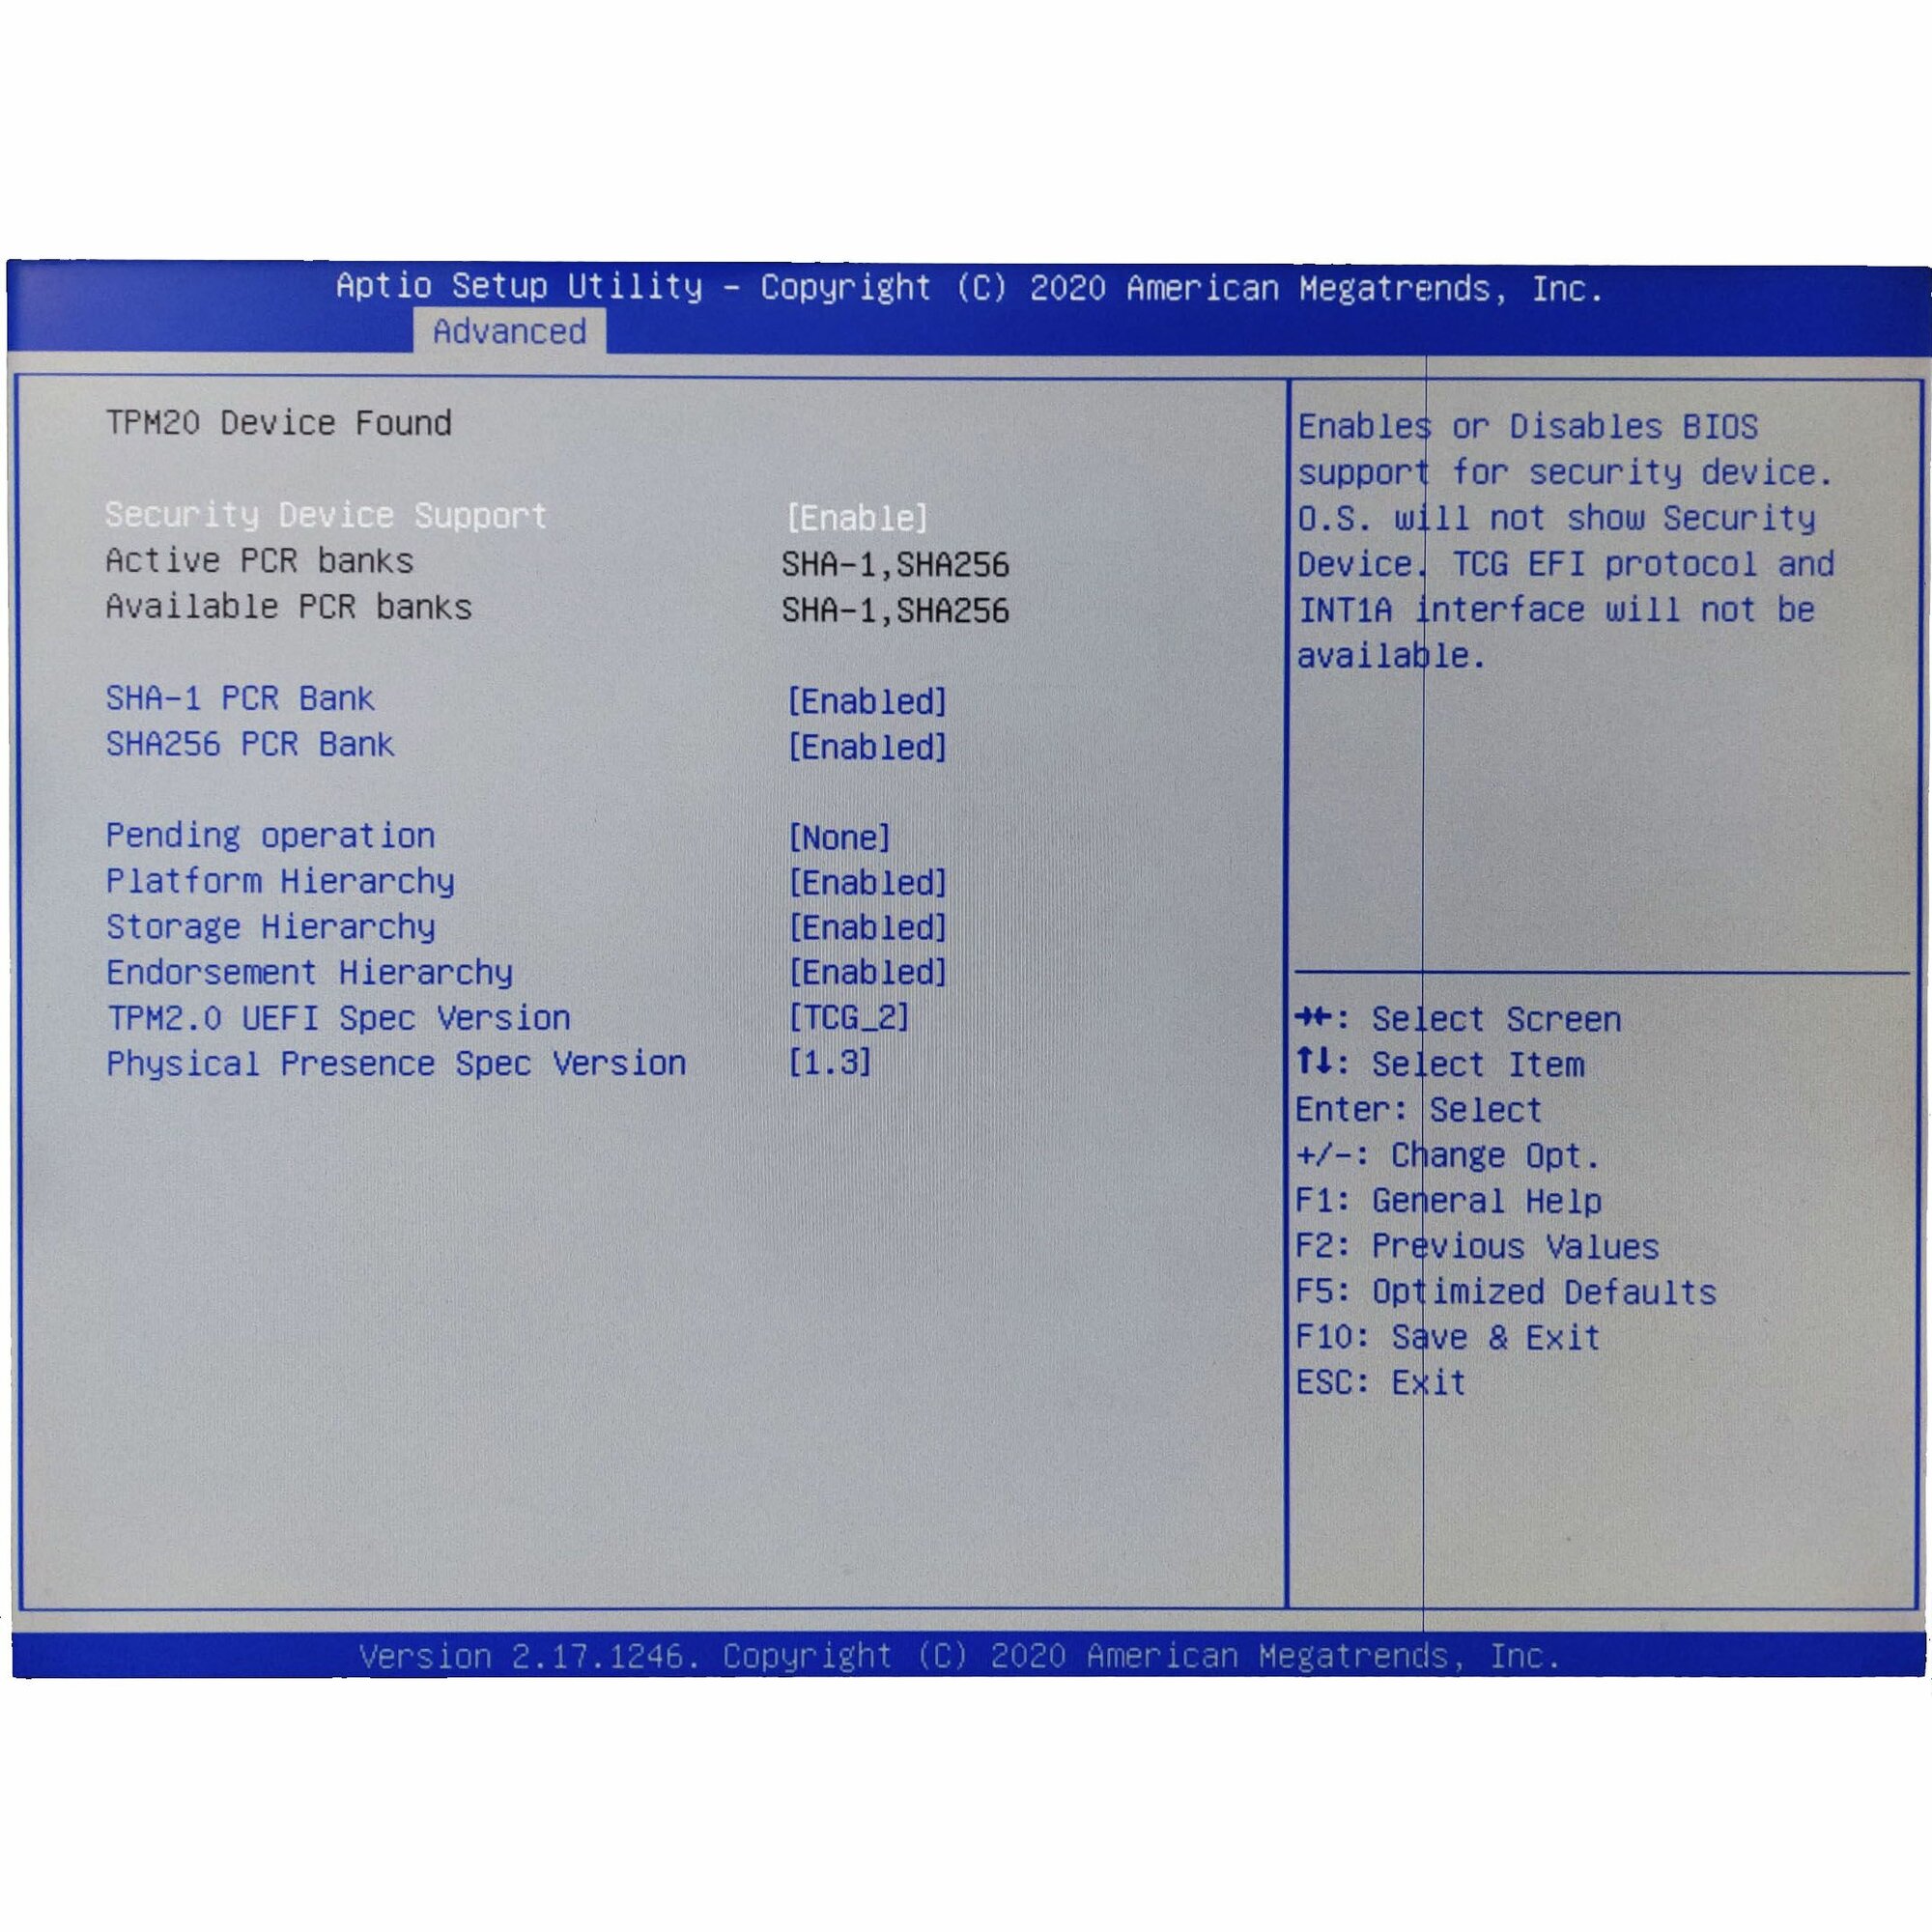 Aptio Setup Utility – Copyright (C) 2020 American Megatrends, Inc.
Advanced
TPM20 Device Found
Security Device Support [Enable]
Active PCR banks SHA-1,SHA256
Available PCR banks SHA-1,SHA256
SHA-1 PCR Bank [Enabled]
SHA256 PCR Bank [Enabled]
Pending operation [None]
Platform Hierarchy [Enabled]
Storage Hierarchy [Enabled]
Endorsement Hierarchy [Enabled]
TPM2.0 UEFI Spec Version [TCG_2]
Physical Presence Spec Version [1.3]
Enables or Disables BIOS
support for security device.
O.S. will not show Security
Device. TCG EFI protocol and
INT1A interface will not be
available.
→←: Select Screen
↑↓: Select Item
Enter: Select
+/-: Change Opt.
F1: General Help
F2: Previous Values
F5: Optimized Defaults
F10: Save & Exit
ESC: Exit
Version 2.17.1246. Copyright (C) 2020 American Megatrends, Inc.